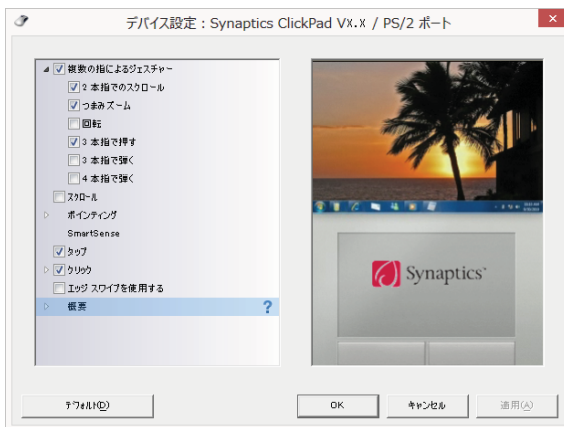 デバイス設定 : Synaptics ClickPad VX.X / PS/2 ポート
複数の指によるジェスチャー
2 本指でのスクロール
つまみズーム
回転
3 本指で押す
3 本指で弾く
4 本指で弾く
スクロール
ポインティング
SmartSense
タップ
クリック
エッジ スワイプを使用する
概要 ?
Synaptics
デフォルト(D)
OK キャンセル 適用(A)